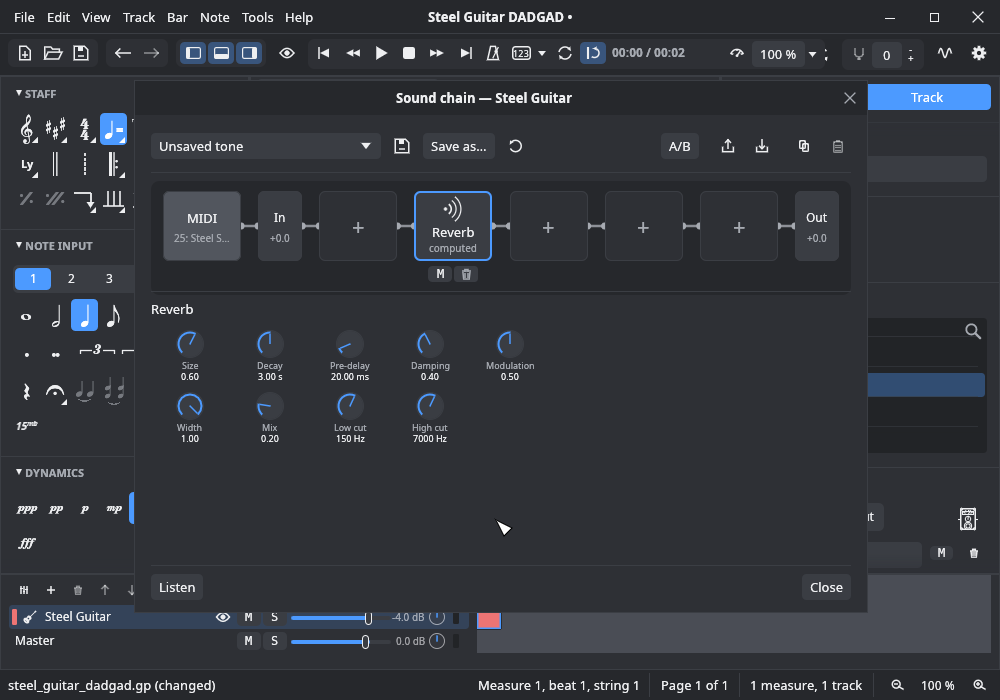 File Edit View Track Bar Note Tools Help
Steel Guitar DADGAD •
123
00:00 / 00:02
100 %
0
STAFF
Ly
NOTE INPUT
1 2 3
3
15mb
DYNAMICS
ppp pp p mp
fff
Sound chain — Steel Guitar
Unsaved tone
Save as...
A/B
MIDI
25: Steel S...
In
+0.0
+
Reverb
computed
+
+
+
Out
+0.0
M
Reverb
Size
0.60
Decay
3.00 s
Pre-delay
20.00 ms
Damping
0.40
Modulation
0.50
Width
1.00
Mix
0.20
Low cut
150 Hz
High cut
7000 Hz
Listen
Close
Track
M
Steel Guitar M S -4.0 dB
Master M S 0.0 dB
steel_guitar_dadgad.gp (changed)
Measure 1, beat 1, string 1
Page 1 of 1
1 measure, 1 track
100 %